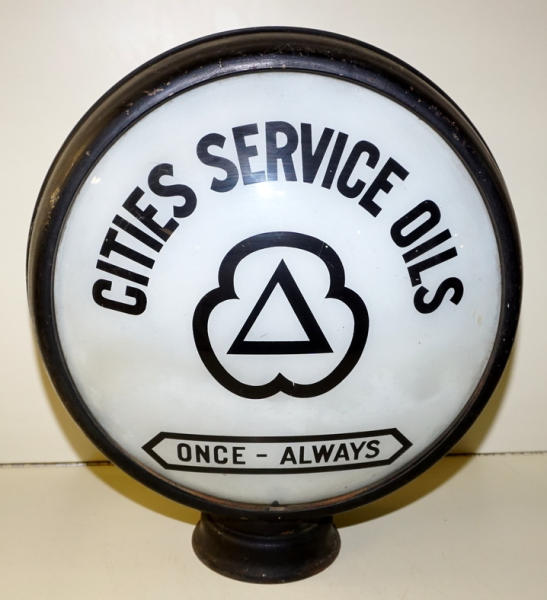 CITIES SERVICE OILS
ONCE - ALWAYS